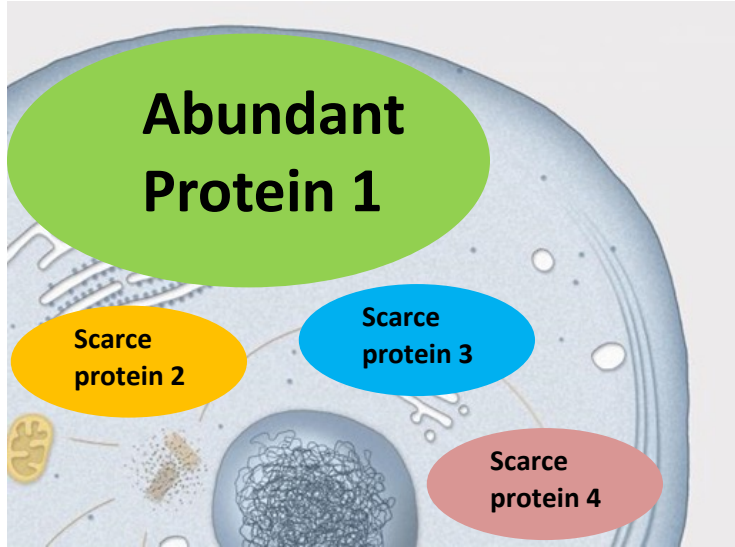 Abundant
Protein 1
Scarce
protein 2
Scarce
protein 3
Scarce
protein 4